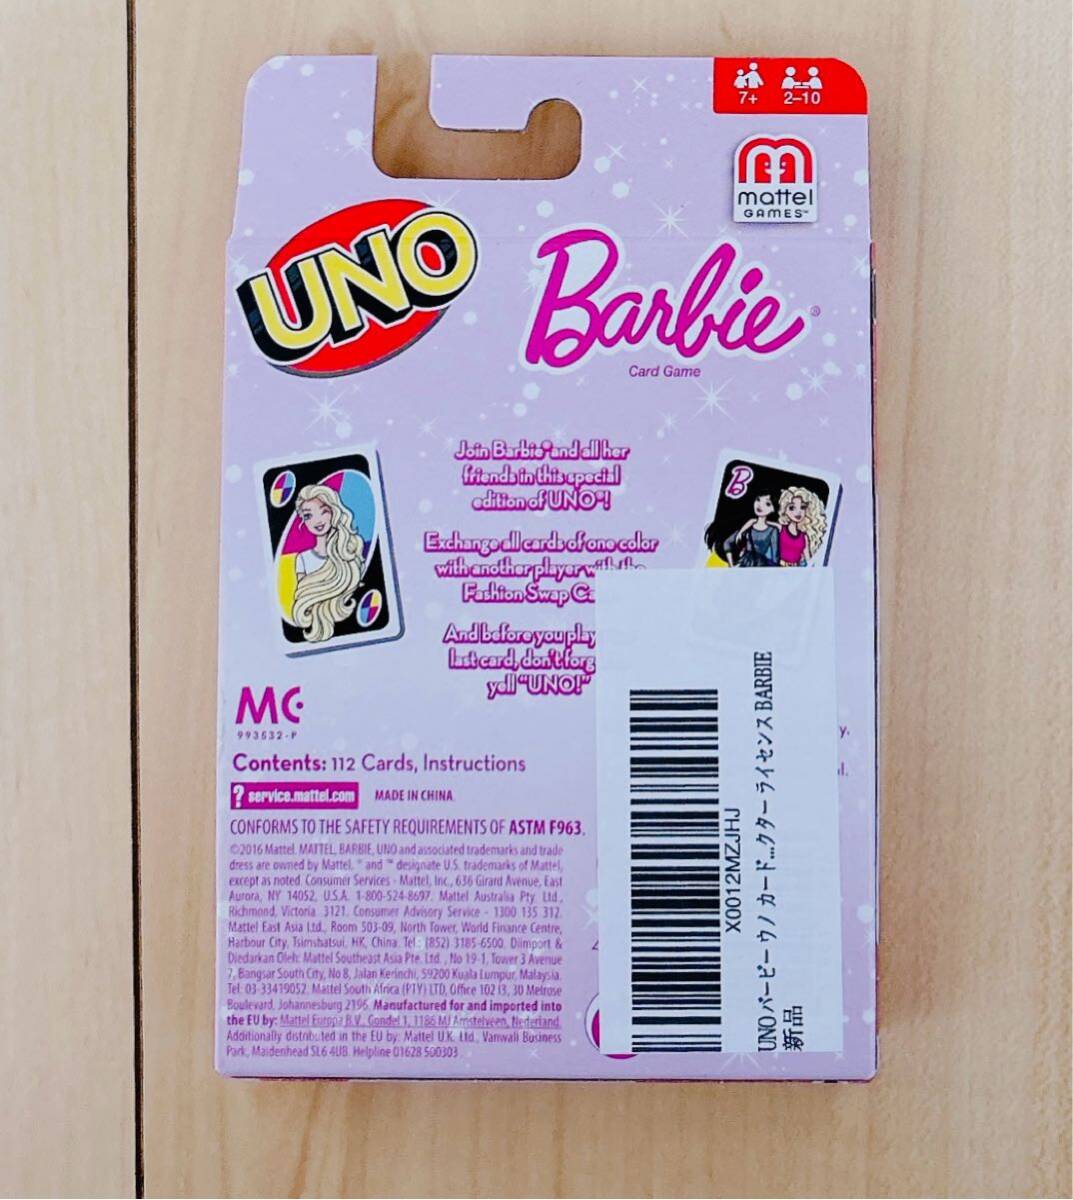 7+ 2–10
mattel
GAMES™
UNO
Barbie®
Card Game
Join Barbie® and all her
friends in this special
edition of UNO®!
Exchange all cards of one color
with another player with the
Fashion Swap Ca
And before you play
last card, don't forg
yell "UNO!"
B
MC
993532-P
Contents: 112 Cards, Instructions
? service.mattel.com MADE IN CHINA.
CONFORMS TO THE SAFETY REQUIREMENTS OF ASTM F963.
©2016 Mattel. MATTEL, BARBIE, UNO and associated trademarks and trade
dress are owned by Mattel. ® and ™ designate U.S. trademarks of Mattel,
except as noted. Consumer Services - Mattel, Inc., 636 Girard Avenue, East
Aurora, NY 14052, U.S.A. 1-800-524-8697. Mattel Australia Pty. Ltd.,
Richmond, Victoria. 3121. Consumer Advisory Service - 1300 135 312.
Mattel East Asia Ltd., Room 503-09, North Tower, World Finance Centre,
Harbour City, Tsimshatsui, HK, China. Tel.: (852) 3185-6500. Diimport &
Diedarkan Oleh: Mattel Southeast Asia Pte. Ltd., No 19-1, Tower 3 Avenue
7, Bangsar South City, No 8, Jalan Kerinchi, 59200 Kuala Lumpur, Malaysia.
Tel: 03-33419052. Mattel South Africa (PTY) LTD, Office 102 I3, 30 Melrose
Boulevard, Johannesburg 2196. Manufactured for and imported into
the EU by: Mattel Europa B.V., Gondel 1, 1186 MJ Amstelveen, Nederland.
Additionally distributed in the EU by: Mattel U.K. Ltd., Vanwall Business
Park, Maidenhead SL6 4UB. Helpline 01628 500303.
y.
X0012MZJHJ
UNO バービー ウノ カード...クター ライセンス BARBIE
新品